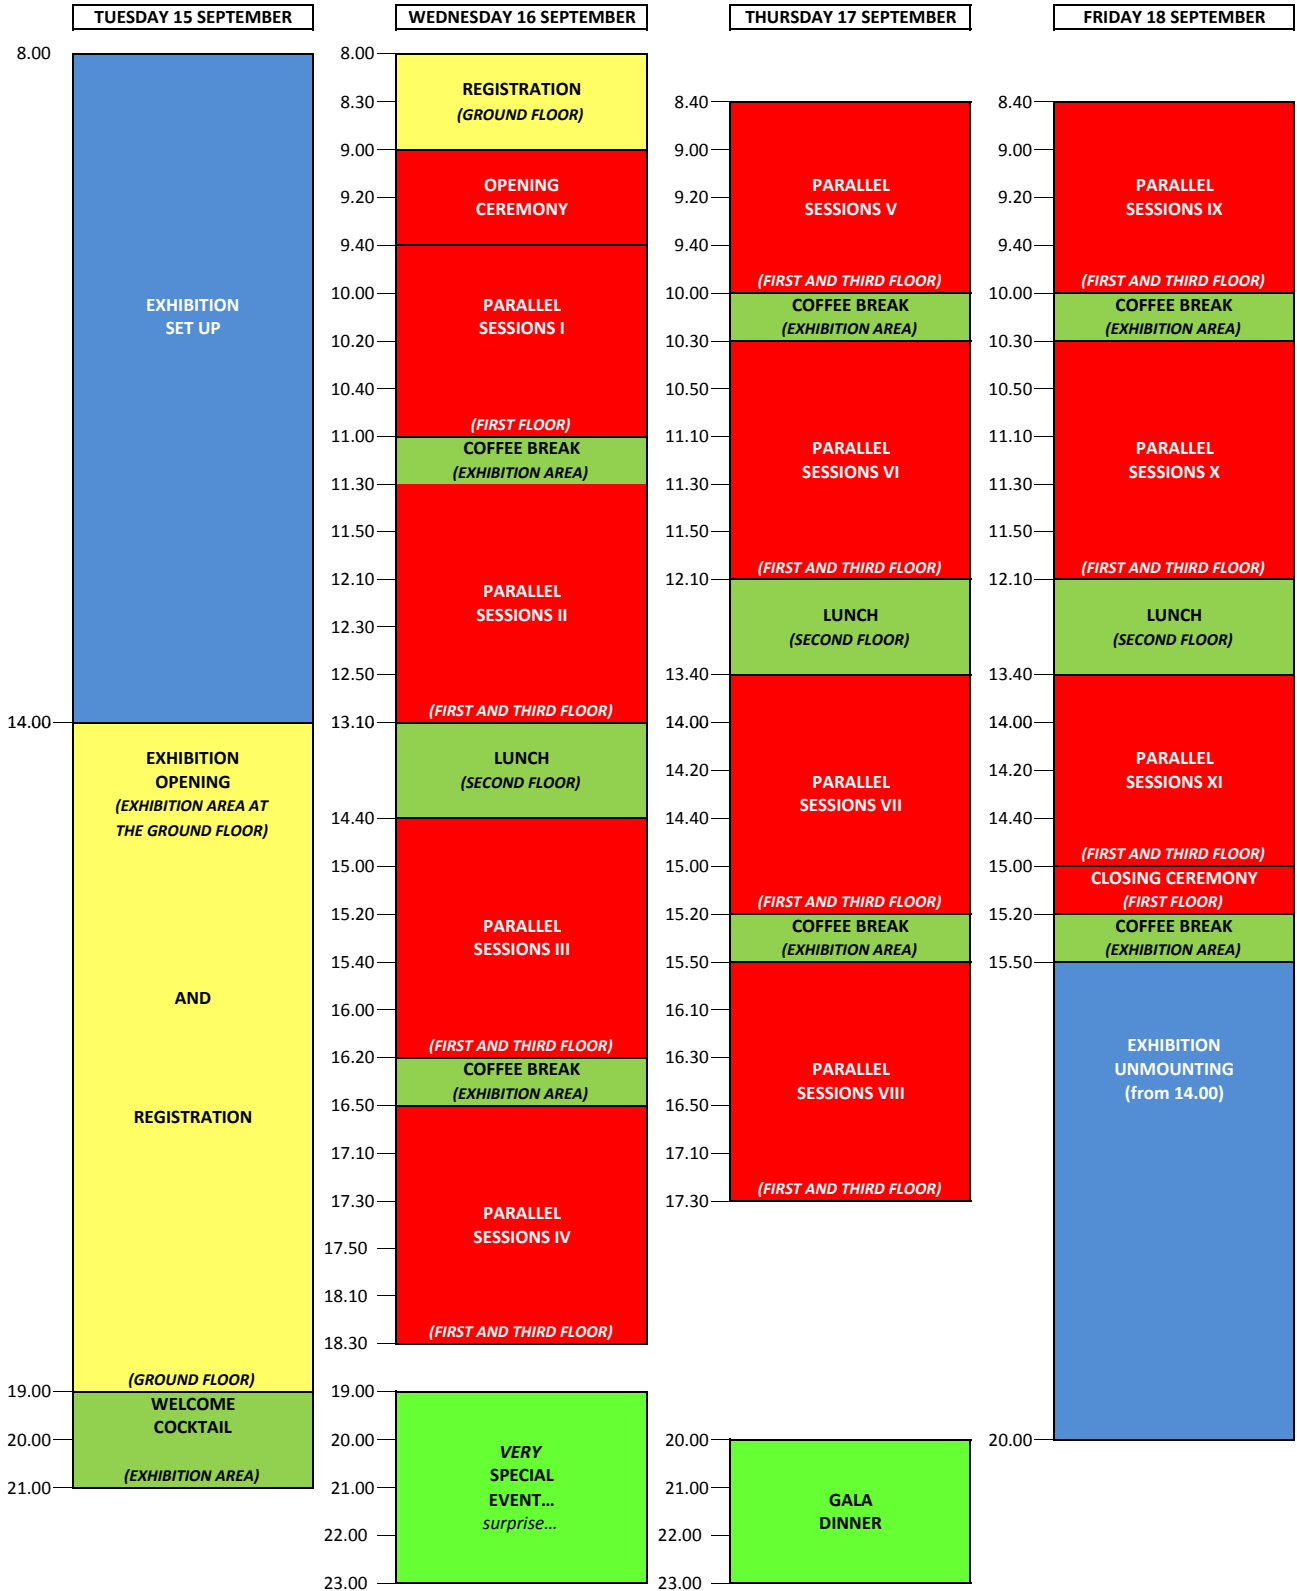 TUESDAY 15 SEPTEMBER
8.00
EXHIBITION
SET UP
14.00
EXHIBITION
OPENING
(EXHIBITION AREA AT
THE GROUND FLOOR)
AND
REGISTRATION
(GROUND FLOOR)
19.00
WELCOME
COCKTAIL
20.00
(EXHIBITION AREA)
21.00
WEDNESDAY 16 SEPTEMBER
8.00
REGISTRATION
8.30
(GROUND FLOOR)
9.00
OPENING
9.20
CEREMONY
9.40
10.00
PARALLEL
SESSIONS I
10.20
10.40
(FIRST FLOOR)
11.00
COFFEE BREAK
(EXHIBITION AREA)
11.30
11.50
12.10
PARALLEL
SESSIONS II
12.30
12.50
(FIRST AND THIRD FLOOR)
13.10
LUNCH
(SECOND FLOOR)
14.40
15.00
15.20
PARALLEL
SESSIONS III
15.40
16.00
(FIRST AND THIRD FLOOR)
16.20
COFFEE BREAK
(EXHIBITION AREA)
16.50
17.10
17.30
PARALLEL
SESSIONS IV
17.50
18.10
(FIRST AND THIRD FLOOR)
18.30
19.00
20.00
VERY
SPECIAL
21.00
EVENT...
surprise...
22.00
23.00
THURSDAY 17 SEPTEMBER
8.40
9.00
PARALLEL
9.20
SESSIONS V
9.40
(FIRST AND THIRD FLOOR)
10.00
COFFEE BREAK
(EXHIBITION AREA)
10.30
10.50
11.10
PARALLEL
SESSIONS VI
11.30
11.50
(FIRST AND THIRD FLOOR)
12.10
LUNCH
(SECOND FLOOR)
13.40
14.00
14.20
PARALLEL
SESSIONS VII
14.40
15.00
(FIRST AND THIRD FLOOR)
15.20
COFFEE BREAK
(EXHIBITION AREA)
15.50
16.10
16.30
PARALLEL
SESSIONS VIII
16.50
17.10
(FIRST AND THIRD FLOOR)
17.30
20.00
21.00
GALA
DINNER
22.00
23.00
FRIDAY 18 SEPTEMBER
8.40
9.00
PARALLEL
9.20
SESSIONS IX
9.40
(FIRST AND THIRD FLOOR)
10.00
COFFEE BREAK
(EXHIBITION AREA)
10.30
10.50
11.10
PARALLEL
SESSIONS X
11.30
11.50
(FIRST AND THIRD FLOOR)
12.10
LUNCH
(SECOND FLOOR)
13.40
14.00
PARALLEL
14.20
SESSIONS XI
14.40
(FIRST AND THIRD FLOOR)
15.00
CLOSING CEREMONY
(FIRST FLOOR)
15.20
COFFEE BREAK
(EXHIBITION AREA)
15.50
EXHIBITION
UNMOUNTING
(from 14.00)
20.00